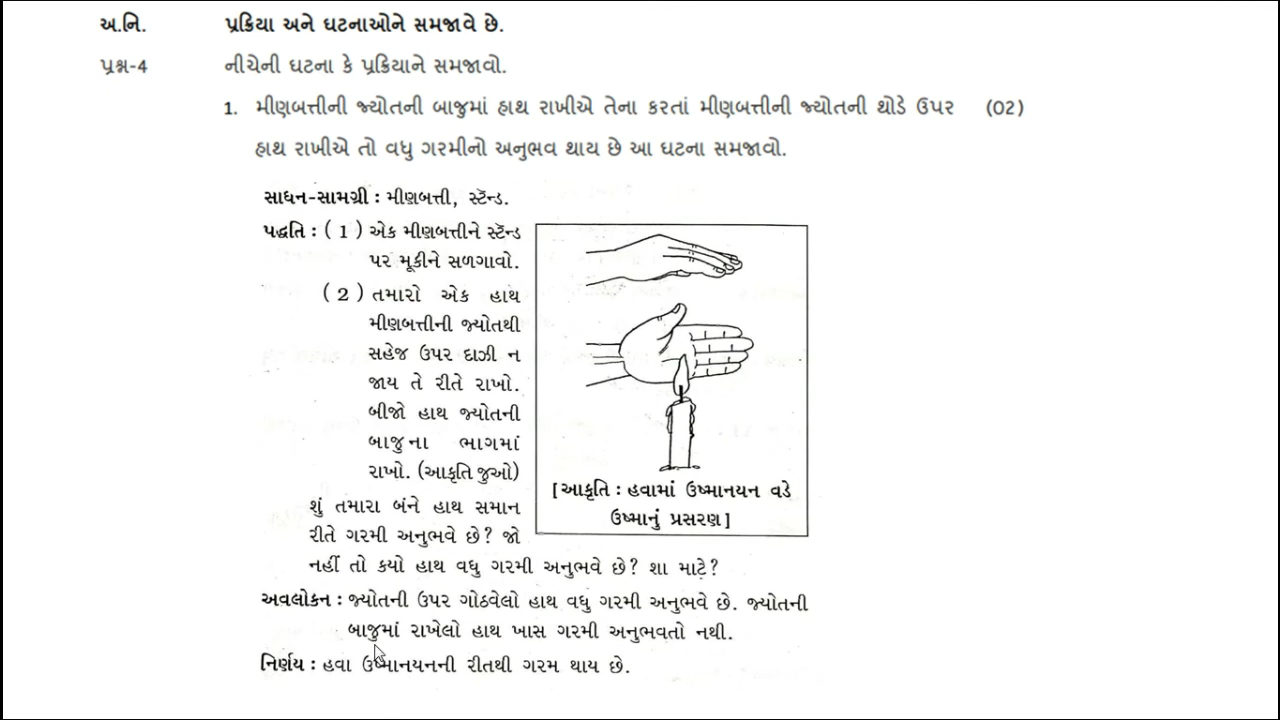 અ.નિ. પ્રક્રિયા અને ઘટનાઓને સમજાવે છે.
પ્રશ્ન-4 નીચેની ઘટના કે પ્રક્રિયાને સમજાવો.
1. મીણબત્તીની જ્યોતની બાજુમાં હાથ રાખીએ તેના કરતાં મીણબત્તીની જ્યોતની થોડે ઉપર (02)
હાથ રાખીએ તો વધુ ગરમીનો અનુભવ થાય છે આ ઘટના સમજાવો.
સાધન-સામગ્રી : મીણબત્તી, સ્ટૅન્ડ.
પદ્ધતિ : ( 1 ) એક મીણબત્તીને સ્ટૅન્ડ
પર મૂકીને સળગાવો.
( 2 ) તમારો એક હાથ
મીણબત્તીની જ્યોતથી
સહેજ ઉપર દાઝી ન
જાય તે રીતે રાખો.
બીજો હાથ જ્યોતની
બાજુના ભાગમાં
રાખો. (આકૃતિ જુઓ)
શું તમારા બંને હાથ સમાન
રીતે ગરમી અનુભવે છે? જો
નહીં તો કયો હાથ વધુ ગરમી અનુભવે છે? શા માટે?
[આકૃતિ : હવામાં ઉષ્માનયન વડે
ઉષ્માનું પ્રસરણ]
અવલોકન : જ્યોતની ઉપર ગોઠવેલો હાથ વધુ ગરમી અનુભવે છે. જ્યોતની
બાજુમાં રાખેલો હાથ ખાસ ગરમી અનુભવતો નથી.
નિર્ણય : હવા ઉષ્માનયનની રીતથી ગરમ થાય છે.